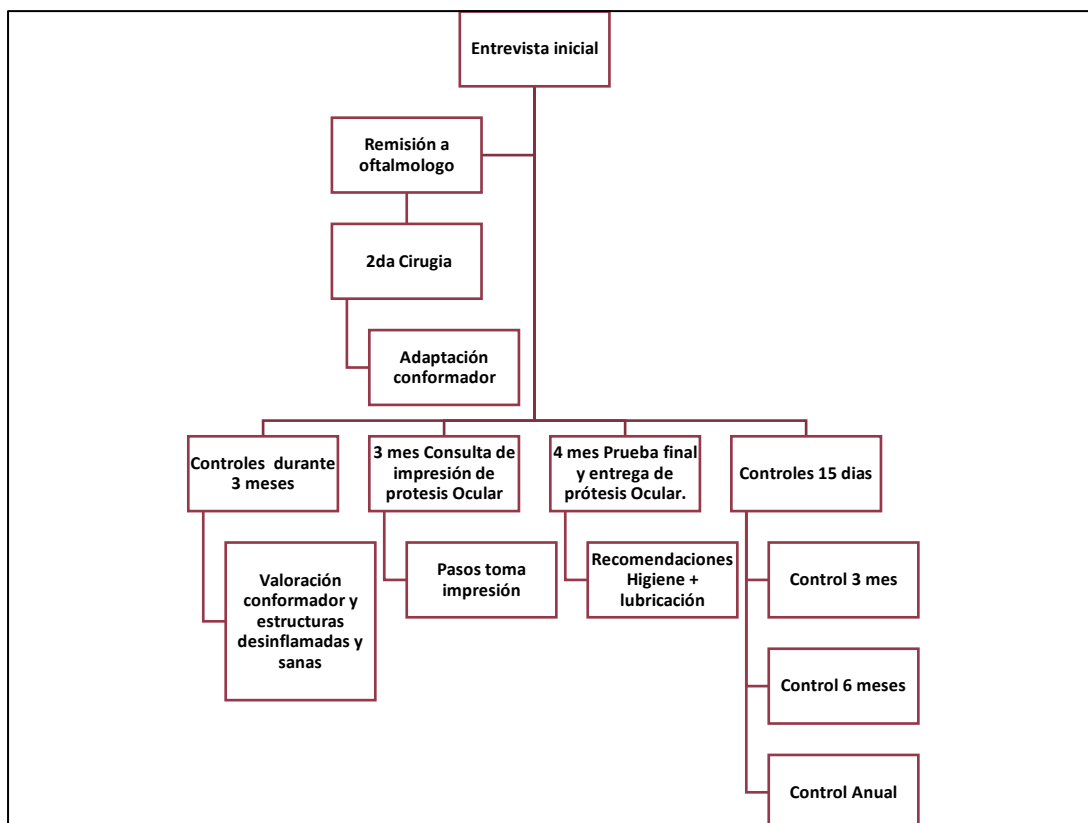 Entrevista inicial
Remisión a
oftalmologo
2da Cirugia
Adaptación
conformador
Controles durante
3 meses
3 mes Consulta de
impresión de
protesis Ocular
4 mes Prueba final
y entrega de
prótesis Ocular.
Controles 15 dias
Valoración
conformador y
estructuras
desinflamadas y
sanas
Pasos toma
impresión
Recomendaciones
Higiene +
lubricación
Control 3 mes
Control 6 meses
Control Anual